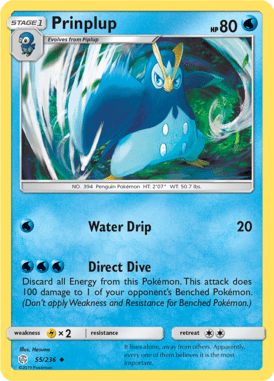 STAGE 1 Prinplup HP 80
Evolves from Piplup
NO. 394 Penguin Pokémon HT: 2'07" WT: 50.7 lbs.
Water Drip 20
Direct Dive
Discard all Energy from this Pokémon. This attack does
100 damage to 1 of your opponent's Benched Pokémon.
(Don't apply Weakness and Resistance for Benched Pokémon.)
weakness × 2 resistance retreat
It lives alone, away from others. Apparently,
every one of them believes it is the most
important.
55/236